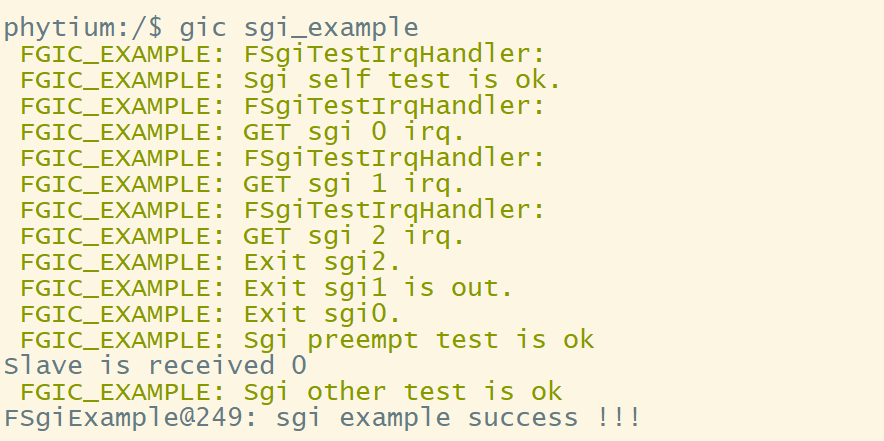 phytium:/$ gic sgi_example
FGIC_EXAMPLE: FSgiTestIrqHandler:
FGIC_EXAMPLE: Sgi self test is ok.
FGIC_EXAMPLE: FSgiTestIrqHandler:
FGIC_EXAMPLE: GET sgi 0 irq.
FGIC_EXAMPLE: FSgiTestIrqHandler:
FGIC_EXAMPLE: GET sgi 1 irq.
FGIC_EXAMPLE: FSgiTestIrqHandler:
FGIC_EXAMPLE: GET sgi 2 irq.
FGIC_EXAMPLE: Exit sgi2.
FGIC_EXAMPLE: Exit sgi1 is out.
FGIC_EXAMPLE: Exit sgi0.
FGIC_EXAMPLE: Sgi preempt test is ok
Slave is received 0
FGIC_EXAMPLE: Sgi other test is ok
FSgiExample@249: sgi example success !!!